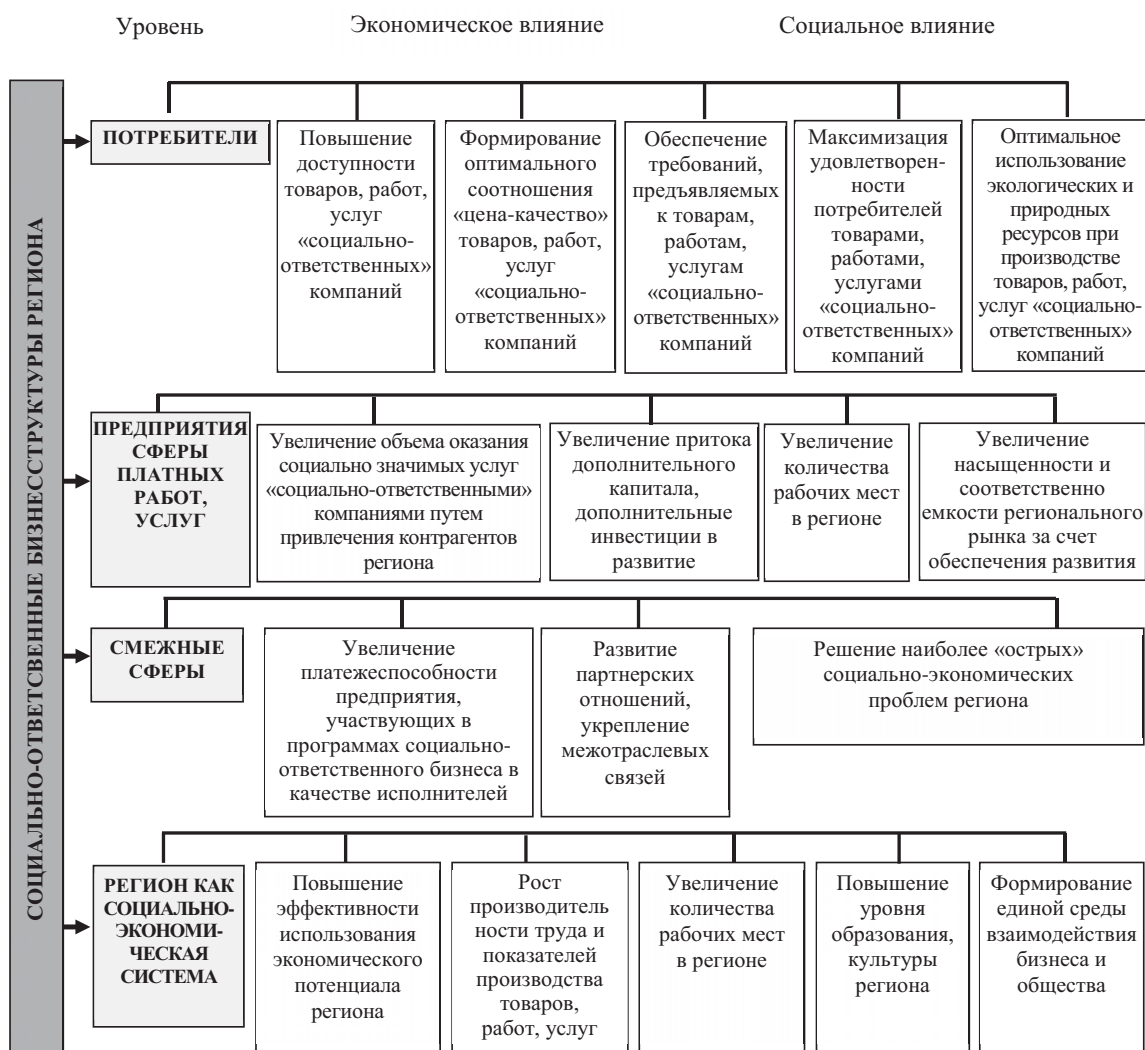 Уровень
Экономическое влияние
Социальное влияние
СОЦИАЛЬНО-ОТВЕТСВЕННЫЕ БИЗНЕССТРУКТУРЫ РЕГИОНА
ПОТРЕБИТЕЛИ
Повышение
доступности
товаров, работ,
услуг
«социально-
ответственных»
компаний
Формирование
оптимального
соотношения
«цена-качество»
товаров, работ,
услуг
«социально-
ответственных»
компаний
Обеспечение
требований,
предъявляемых
к товарам,
работам,
услугам
«социально-
ответственных»
компаний
Максимизация
удовлетворен-
ности
потребителей
товарами,
работами,
услугами
«социально-
ответственных»
компаний
Оптимальное
использование
экологических и
природных
ресурсов при
производстве
товаров, работ,
услуг «социально-
ответственных»
компаний
ПРЕДПРИЯТИЯ
СФЕРЫ
ПЛАТНЫХ
РАБОТ,
УСЛУГ
Увеличение объема оказания
социально значимых услуг
«социально-ответственными»
компаниями путем
привлечения контрагентов
региона
Увеличение притока
дополнительного
капитала,
дополнительные
инвестиции в
развитие
Увеличение
количества
рабочих мест
в регионе
Увеличение
насыщенности и
соответственно
емкости регионального
рынка за счет
обеспечения развития
СМЕЖНЫЕ
СФЕРЫ
Увеличение
платежеспособности
предприятия,
участвующих в
программах социально-
ответственного бизнеса в
качестве исполнителей
Развитие
партнерских
отношений,
укрепление
межотраслевых
связей
Решение наиболее «острых»
социально-экономических
проблем региона
РЕГИОН КАК
СОЦИАЛЬНО-
ЭКОНОМИ-
ЧЕСКАЯ
СИСТЕМА
Повышение
эффективности
использования
экономического
потенциала
региона
Рост
производитель
ности труда и
показателей
производства
товаров,
работ, услуг
Увеличение
количества
рабочих мест
в регионе
Повышение
уровня
образования,
культуры
региона
Формирование
единой среды
взаимодействия
бизнеса и
общества